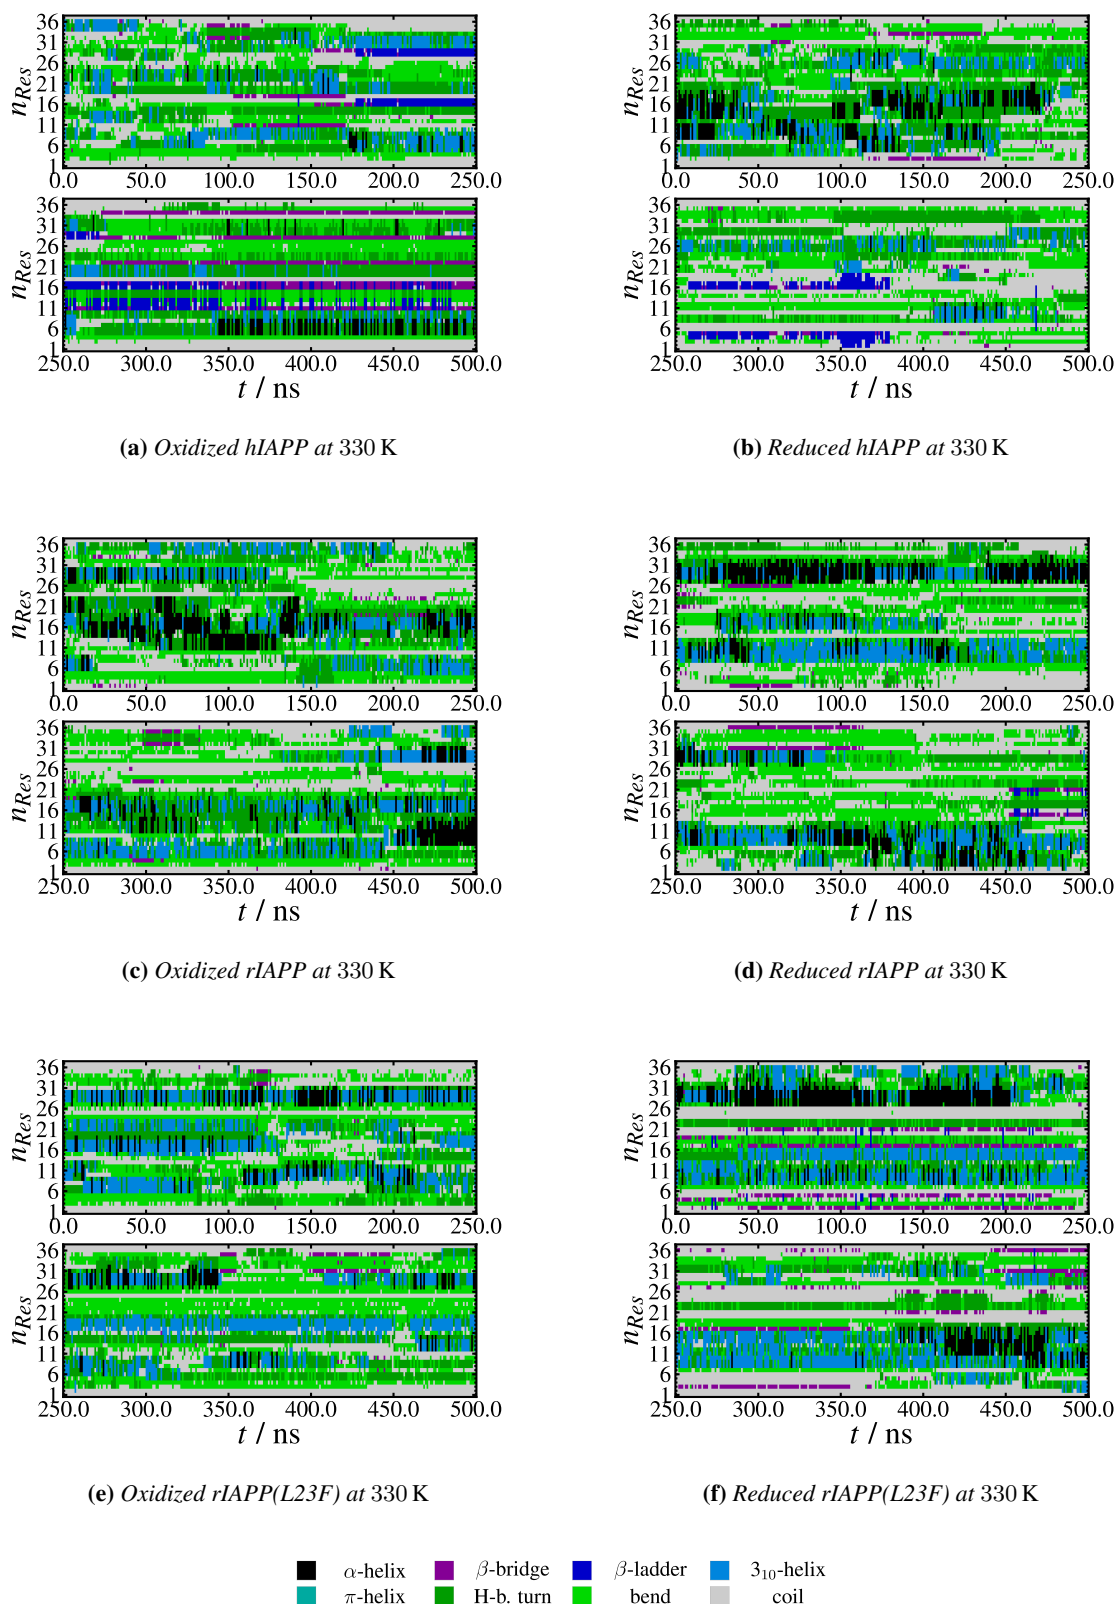 36
31
26
21
16
11
6
1
n_Res
0.0 50.0 100.0 150.0 200.0 250.0
36
31
26
21
16
11
6
1
n_Res
250.0 300.0 350.0 400.0 450.0 500.0
t / ns
(a) Oxidized hIAPP at 330 K
36
31
26
21
16
11
6
1
n_Res
0.0 50.0 100.0 150.0 200.0 250.0
36
31
26
21
16
11
6
1
n_Res
250.0 300.0 350.0 400.0 450.0 500.0
t / ns
(b) Reduced hIAPP at 330 K
36
31
26
21
16
11
6
1
n_Res
0.0 50.0 100.0 150.0 200.0 250.0
36
31
26
21
16
11
6
1
n_Res
250.0 300.0 350.0 400.0 450.0 500.0
t / ns
(c) Oxidized rIAPP at 330 K
36
31
26
21
16
11
6
1
n_Res
0.0 50.0 100.0 150.0 200.0 250.0
36
31
26
21
16
11
6
1
n_Res
250.0 300.0 350.0 400.0 450.0 500.0
t / ns
(d) Reduced rIAPP at 330 K
36
31
26
21
16
11
6
1
n_Res
0.0 50.0 100.0 150.0 200.0 250.0
36
31
26
21
16
11
6
1
n_Res
250.0 300.0 350.0 400.0 450.0 500.0
t / ns
(e) Oxidized rIAPP(L23F) at 330 K
36
31
26
21
16
11
6
1
n_Res
0.0 50.0 100.0 150.0 200.0 250.0
36
31
26
21
16
11
6
1
n_Res
250.0 300.0 350.0 400.0 450.0 500.0
t / ns
(f) Reduced rIAPP(L23F) at 330 K
α-helix β-bridge β-ladder 3₁₀-helix
π-helix H-b. turn bend coil